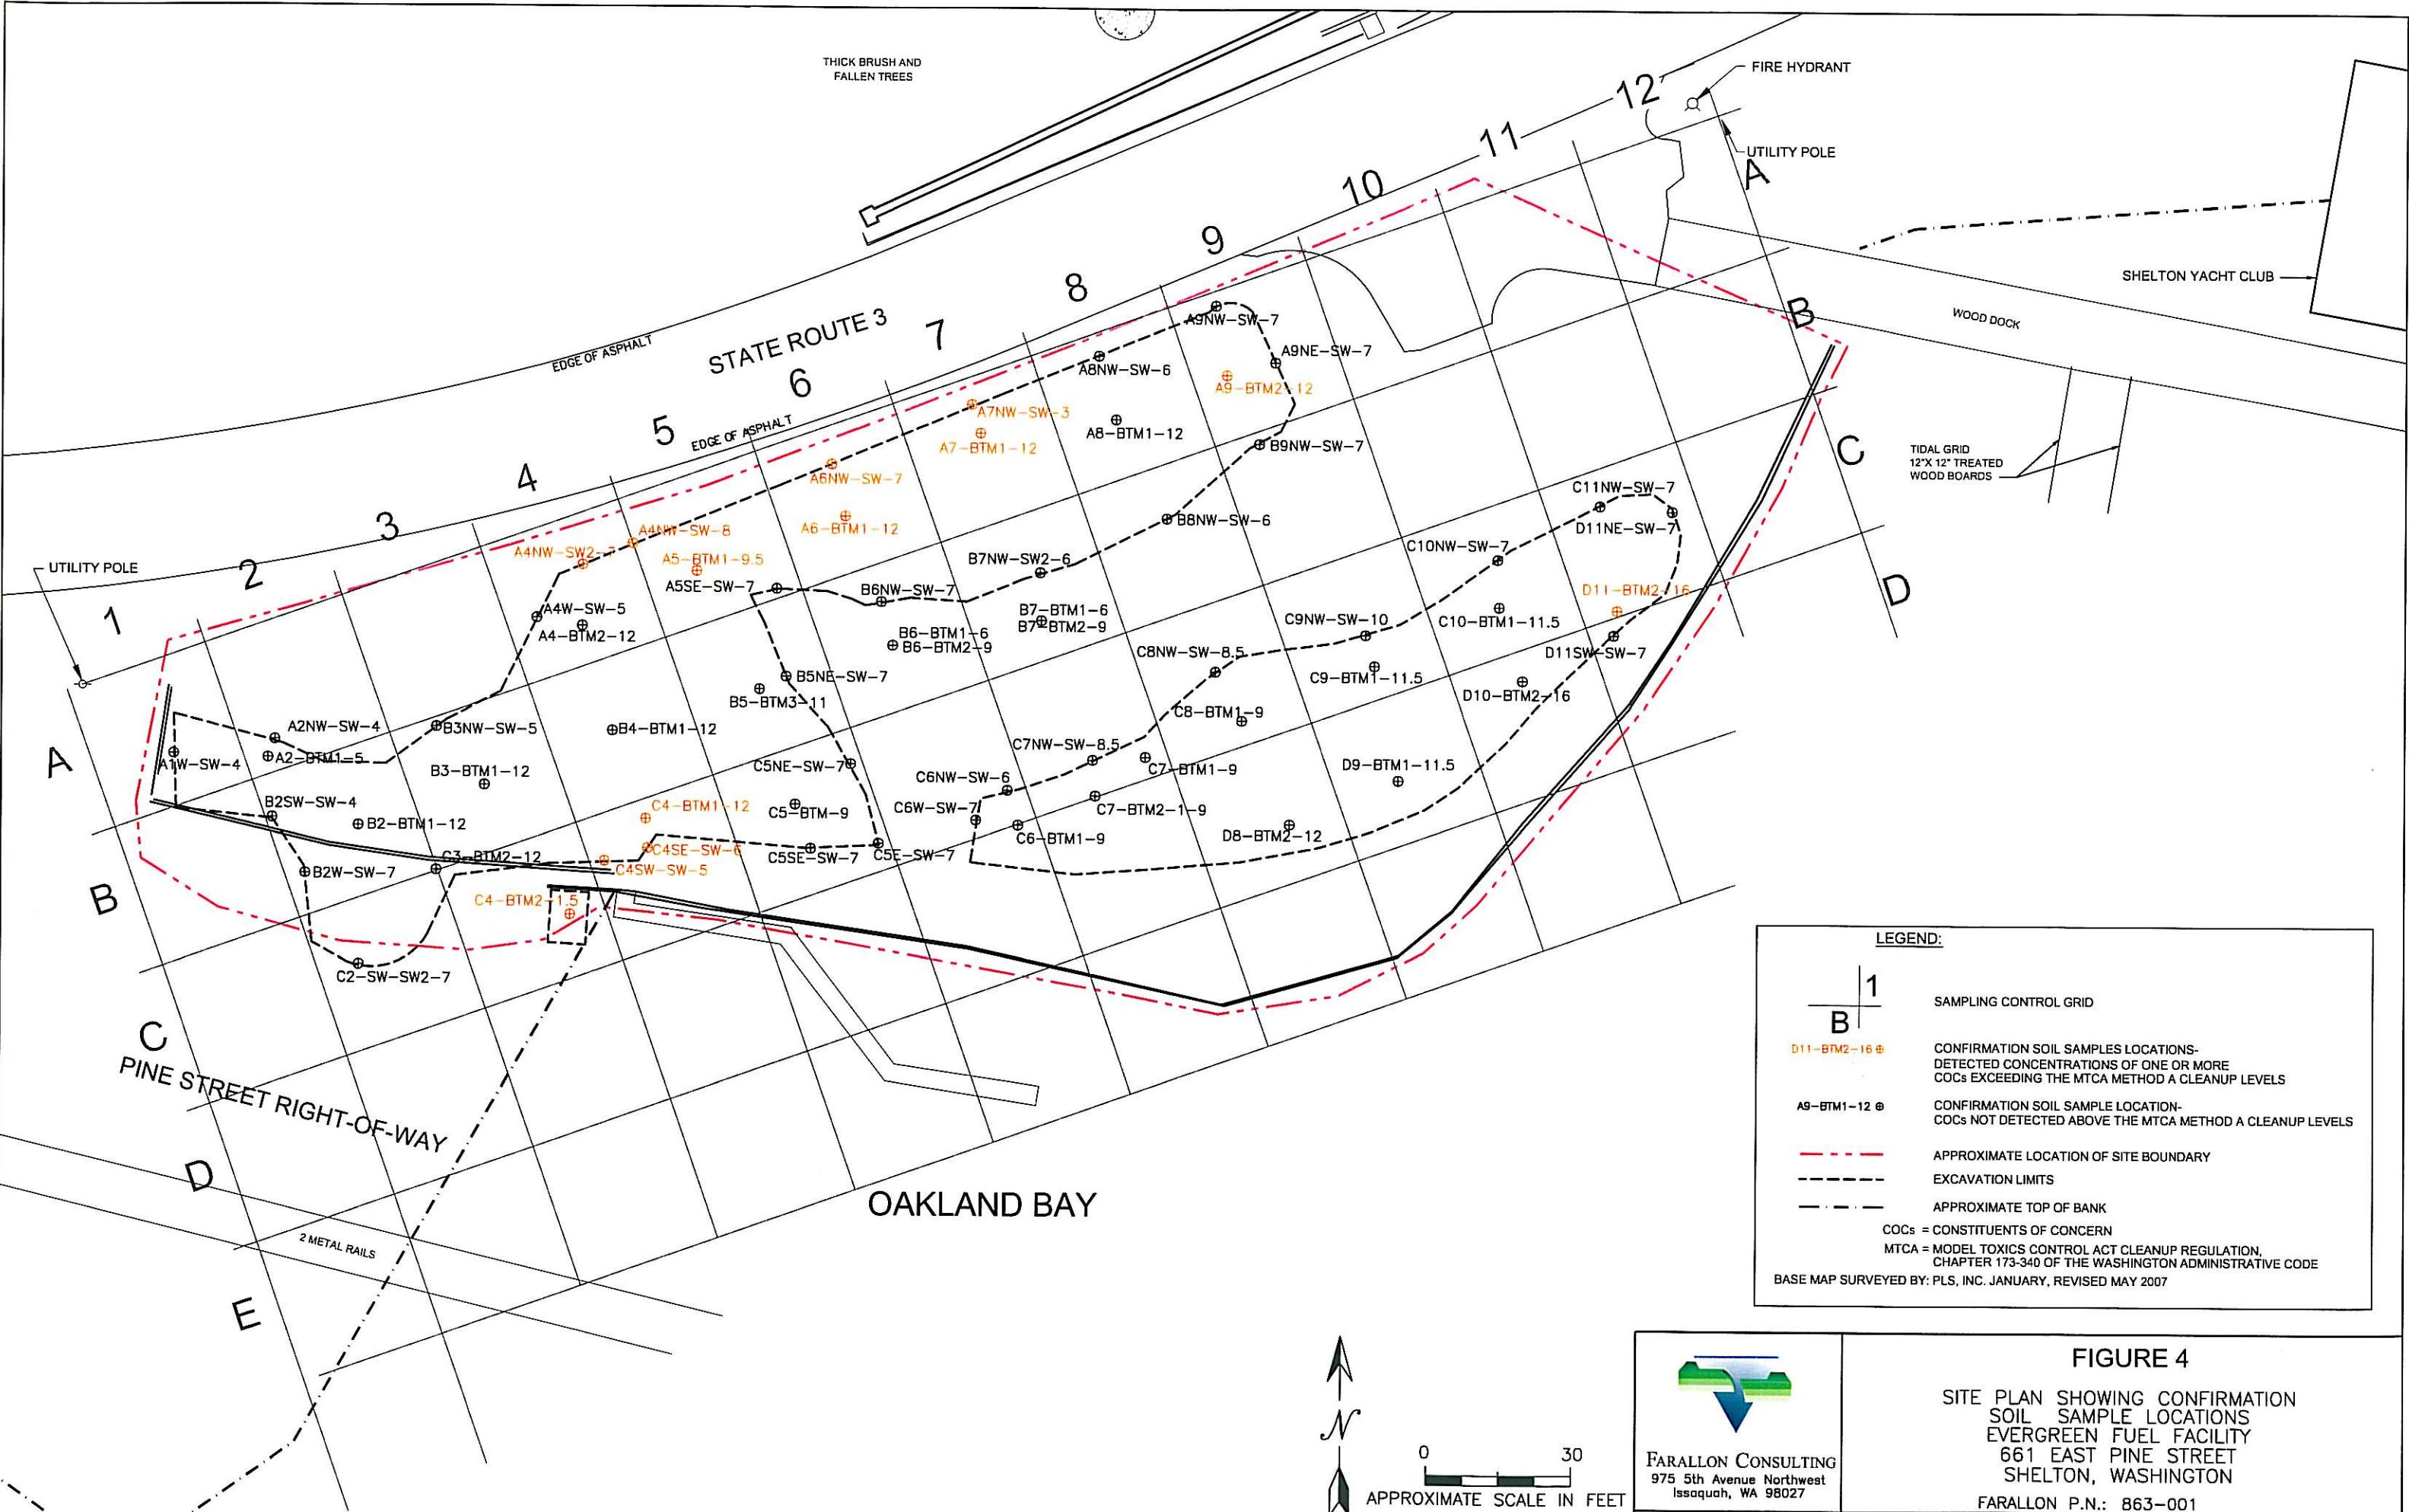 THICK BRUSH AND
FALLEN TREES
FIRE HYDRANT
UTILITY POLE
12
11
10
9
8
7
6
5
4
3
2
1
A
B
C
D
SHELTON YACHT CLUB
WOOD DOCK
TIDAL GRID
12"X 12" TREATED
WOOD BOARDS
EDGE OF ASPHALT
STATE ROUTE 3
EDGE OF ASPHALT
UTILITY POLE
A9NW-SW-7
A9NE-SW-7
A8NW-SW-6
A9-BTM2-12
A7NW-SW-3
A8-BTM1-12
A7-BTM1-12
B9NW-SW-7
A6NW-SW-7
C11NW-SW-7
A6-BTM1-12
B8NW-SW-6
D11NE-SW-7
A4NW-SW-8
A4NW-SW2-7
A5-BTM1-9.5
C10NW-SW-7
B7NW-SW2-6
A5SE-SW-7
B6NW-SW-7
D11-BTM2-16
A4W-SW-5
B7-BTM1-6
B7-BTM2-9
A4-BTM2-12
C9NW-SW-10
C10-BTM1-11.5
B6-BTM1-6
B6-BTM2-9
C8NW-SW-8.5
D11SW-SW-7
B5NE-SW-7
C9-BTM1-11.5
D10-BTM2-16
B5-BTM3-11
C8-BTM1-9
A2NW-SW-4
B3NW-SW-5
B4-BTM1-12
A1W-SW-4
A2-BTM1-5
C7NW-SW-8.5
B3-BTM1-12
C5NE-SW-7
C7-BTM1-9
D9-BTM1-11.5
C6NW-SW-6
B2SW-SW-4
C4-BTM1-12
C5-BTM-9
C6W-SW-7
C7-BTM2-1-9
B2-BTM1-12
C6-BTM1-9
D8-BTM2-12
C3-BTM2-12
C4SE-SW-6
C5SE-SW-7
C5E-SW-7
B2W-SW-7
C4SW-SW-5
C4-BTM2-1.5
C2-SW-SW2-7
A
B
C
D
E
PINE STREET RIGHT-OF-WAY
2 METAL RAILS
OAKLAND BAY
LEGEND:
1
B
SAMPLING CONTROL GRID
D11-BTM2-16
CONFIRMATION SOIL SAMPLES LOCATIONS-
DETECTED CONCENTRATIONS OF ONE OR MORE
COCs EXCEEDING THE MTCA METHOD A CLEANUP LEVELS
A9-BTM1-12
CONFIRMATION SOIL SAMPLE LOCATION-
COCs NOT DETECTED ABOVE THE MTCA METHOD A CLEANUP LEVELS
APPROXIMATE LOCATION OF SITE BOUNDARY
EXCAVATION LIMITS
APPROXIMATE TOP OF BANK
COCs = CONSTITUENTS OF CONCERN
MTCA = MODEL TOXICS CONTROL ACT CLEANUP REGULATION,
CHAPTER 173-340 OF THE WASHINGTON ADMINISTRATIVE CODE
BASE MAP SURVEYED BY: PLS, INC. JANUARY, REVISED MAY 2007
N
0 30
APPROXIMATE SCALE IN FEET
FARALLON CONSULTING
975 5th Avenue Northwest
Issaquah, WA 98027
FIGURE 4
SITE PLAN SHOWING CONFIRMATION
SOIL SAMPLE LOCATIONS
EVERGREEN FUEL FACILITY
661 EAST PINE STREET
SHELTON, WASHINGTON
FARALLON P.N.: 863-001